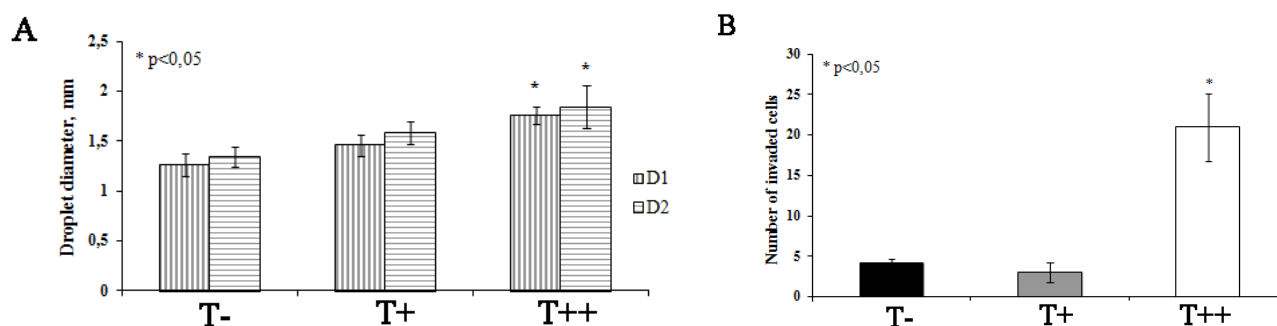 A
Droplet diameter, mm
2,5
2
1,5
1
0,5
0
* p<0,05
*
*
T-
T+
T++
D1
D2
B
Number of invaded cells
30
25
20
15
10
5
0
* p<0,05
*
T-
T+
T++